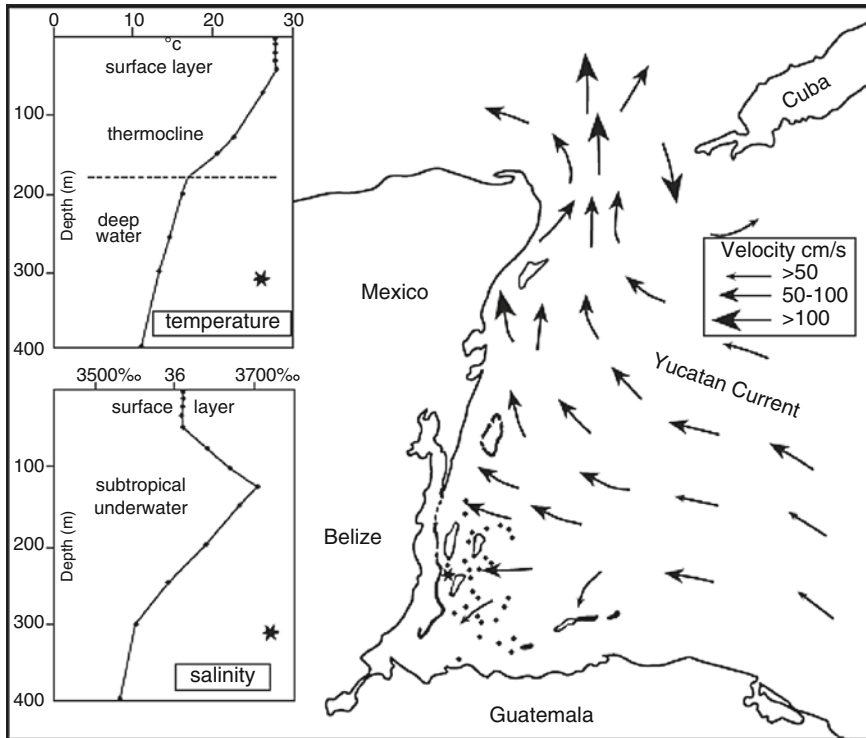 0 10 20 30
°c
surface layer
100
thermocline
Depth (m)
200
deep
water
300
temperature
400
3500‰ 36 3700‰
surface layer
100
subtropical
underwater
Depth (m)
200
300
salinity
400
Cuba
Mexico
Velocity cm/s
>50
50-100
>100
Yucatan Current
Belize
Guatemala